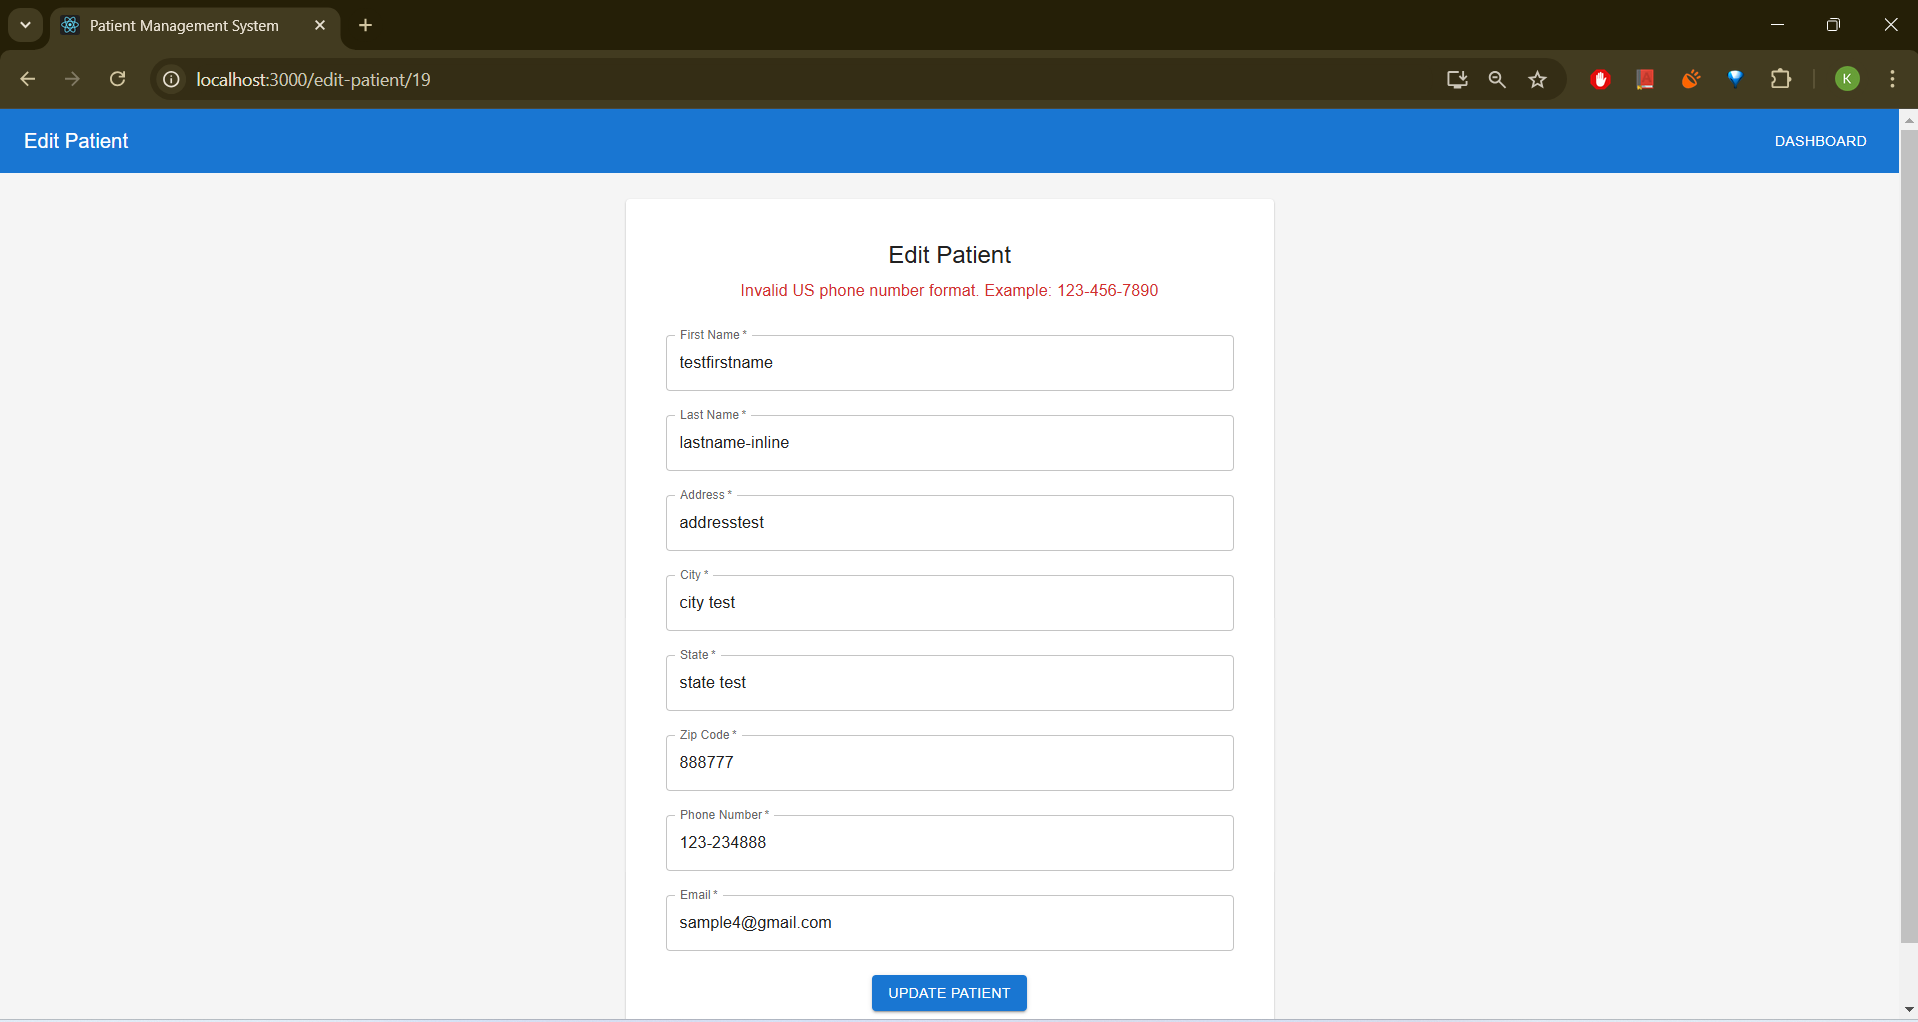 Patient Management System
localhost:3000/edit-patient/19
K
Edit Patient
DASHBOARD
Edit Patient
Invalid US phone number format. Example: 123-456-7890
First Name *
testfirstname
Last Name *
lastname-inline
Address *
addresstest
City *
city test
State *
state test
Zip Code *
888777
Phone Number *
123-234888
Email *
sample4@gmail.com
UPDATE PATIENT